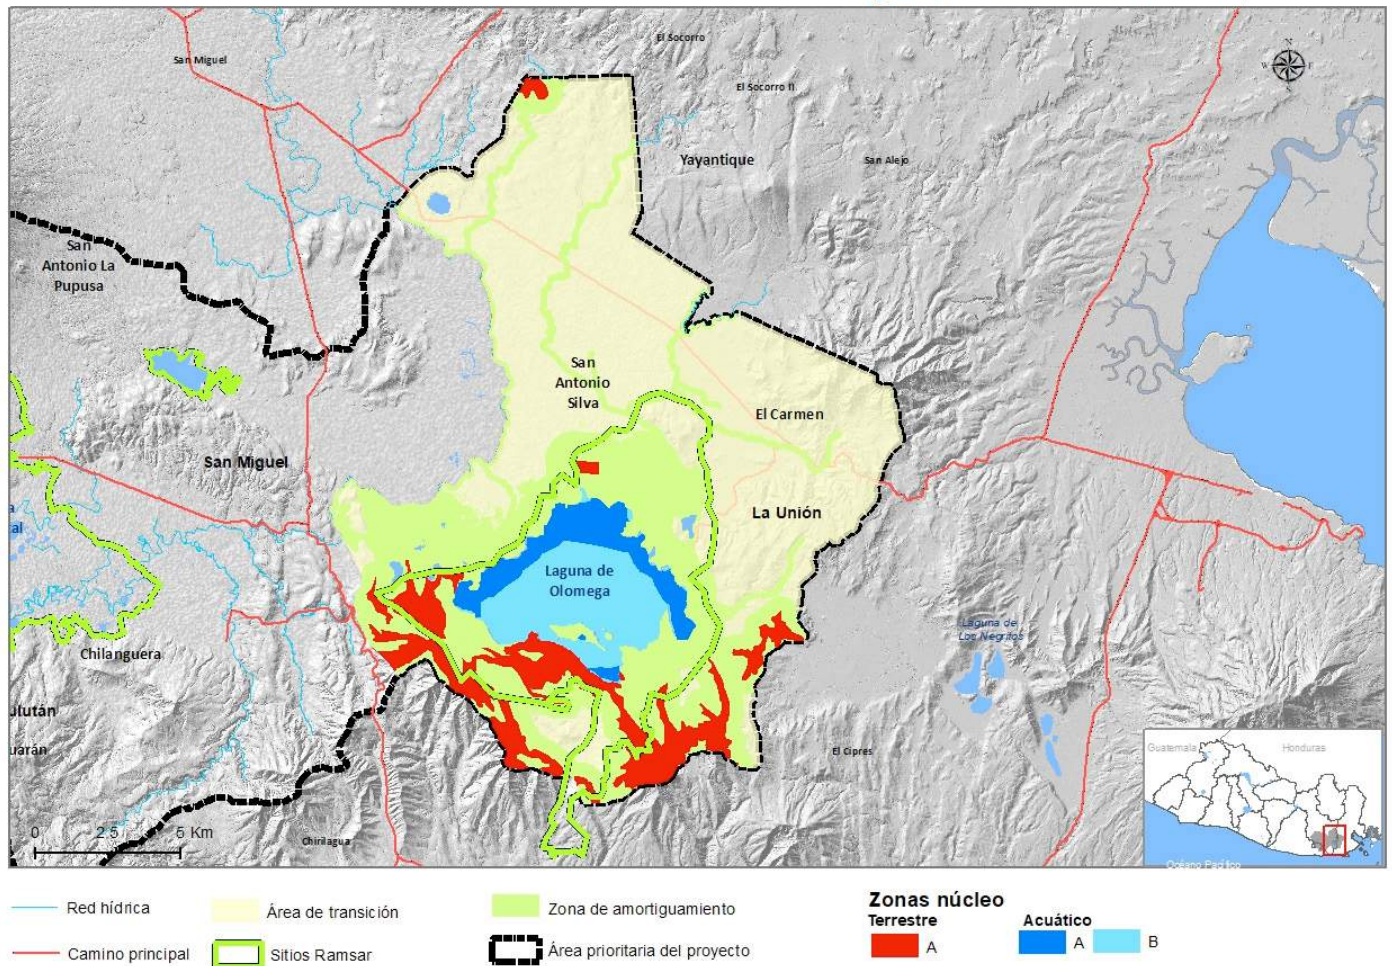 El Socorro
San Miguel
N
W
E
S
El Socorro II
Yayantique
San Alejo
San
Antonio La
Pupusa
San
Antonio
Silva
El Carmen
San Miguel
La Unión
Laguna de
Olomega
Laguna de
Los Negritos
Chilanguera
El Cipres
Chirilagua
0 2.5 5 Km
Guatemala
Honduras
Océano Pacífico
Red hídrica
Área de transición
Zona de amortiguamiento
Camino principal
Sitios Ramsar
Área prioritaria del proyecto
Zonas núcleo
Terrestre
Acuático
A
A
B